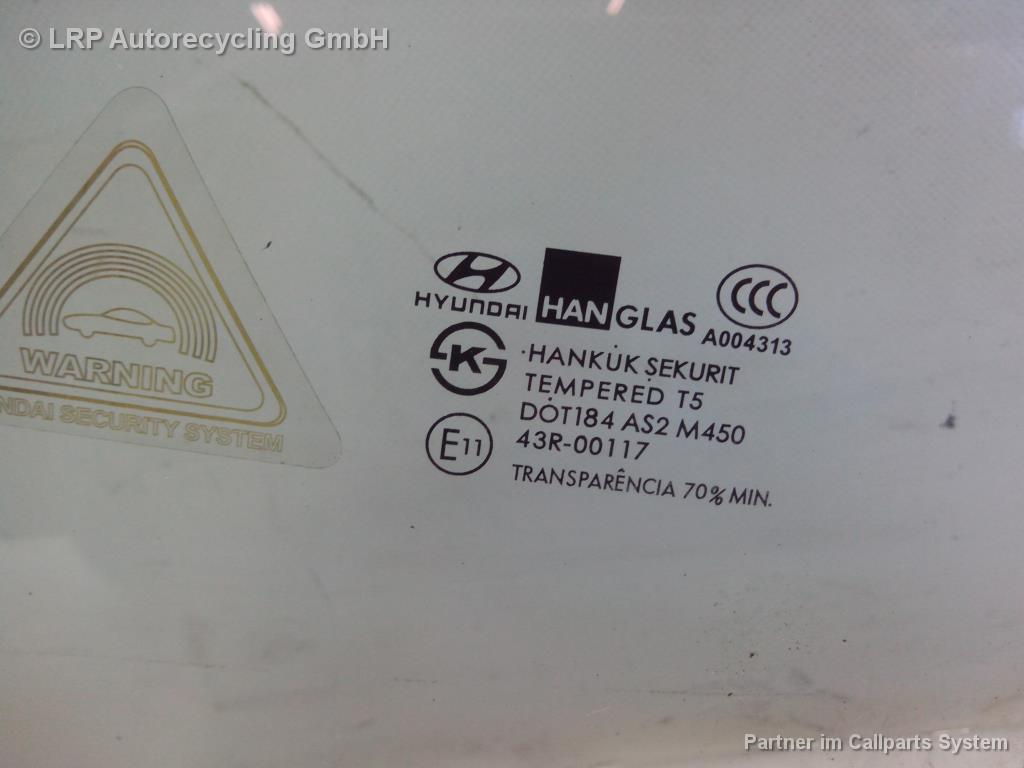 © LRP Autorecycling GmbH
WARNING
NDAI SECURITY SYSTEM
HYUNDAI HANGLAS CCC
A004313
K
HANKUK SEKURIT
TEMPERED T5
DOT184 AS2 M450
E11 43R-00117
TRANSPARÊNCIA 70% MIN.
Partner im Callparts System